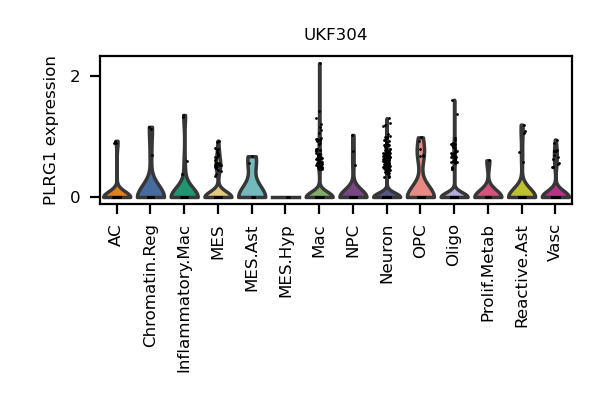 UKF304
PLRG1 expression
2
0
AC
Chromatin.Reg
Inflammatory.Mac
MES
MES.Ast
MES.Hyp
Mac
NPC
Neuron
OPC
Oligo
Prolif.Metab
Reactive.Ast
Vasc